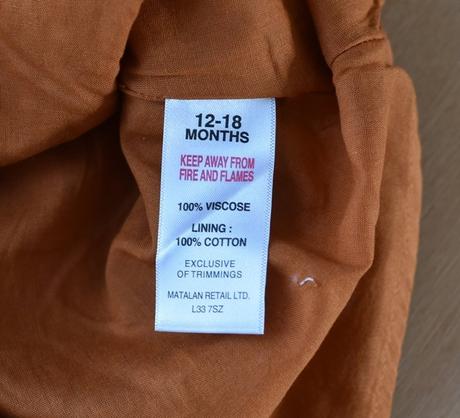 12-18
MONTHS
KEEP AWAY FROM
FIRE AND FLAMES
100% VISCOSE
LINING :
100% COTTON
EXCLUSIVE
OF TRIMMINGS
MATALAN RETAIL LTD.
L33 7SZ